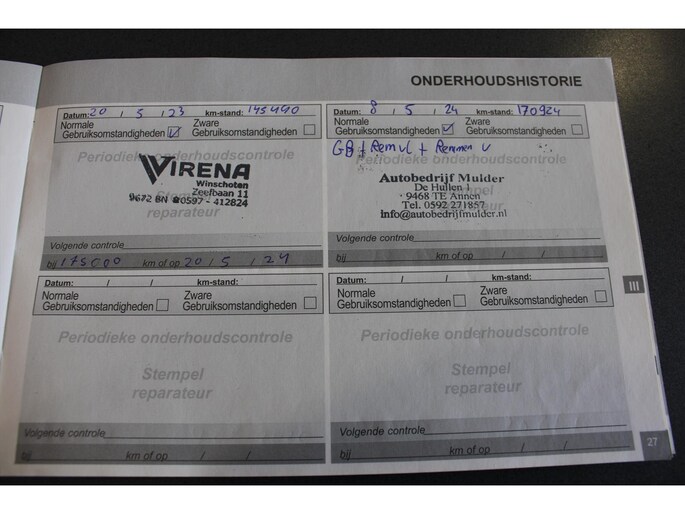 ONDERHOUDSHISTORIE
Datum: 20 / 5 / 23 km-stand: 145490
Normale Gebruiksomstandigheden Zware Gebruiksomstandigheden
Periodieke onderhoudscontrole
VIRENA
Winschoten
Zeefbaan 11
9672 BN ☎0597 - 412824
Stempel
reparateur
Volgende controle
bij 175000 km of op 20 / 5 / 24
Datum: 8 / 5 / 24 km-stand: 170924
Normale Gebruiksomstandigheden Zware Gebruiksomstandigheden
GB + Remvl + Remmen v
Periodieke onderhoudscontrole
Autobedrijf Mulder
De Hullen 1
9468 TE Annen
Tel. 0592 271857
info@autobedrijfmulder.nl
Volgende controle
bij km of op / /
Datum: / / km-stand:
Normale Gebruiksomstandigheden Zware Gebruiksomstandigheden
Periodieke onderhoudscontrole
Stempel
reparateur
Volgende controle
bij km of op / /
Datum: / / km-stand:
Normale Gebruiksomstandigheden Zware Gebruiksomstandigheden
Periodieke onderhoudscontrole
Stempel
reparateur
Volgende controle
bij km of op / /
III
27